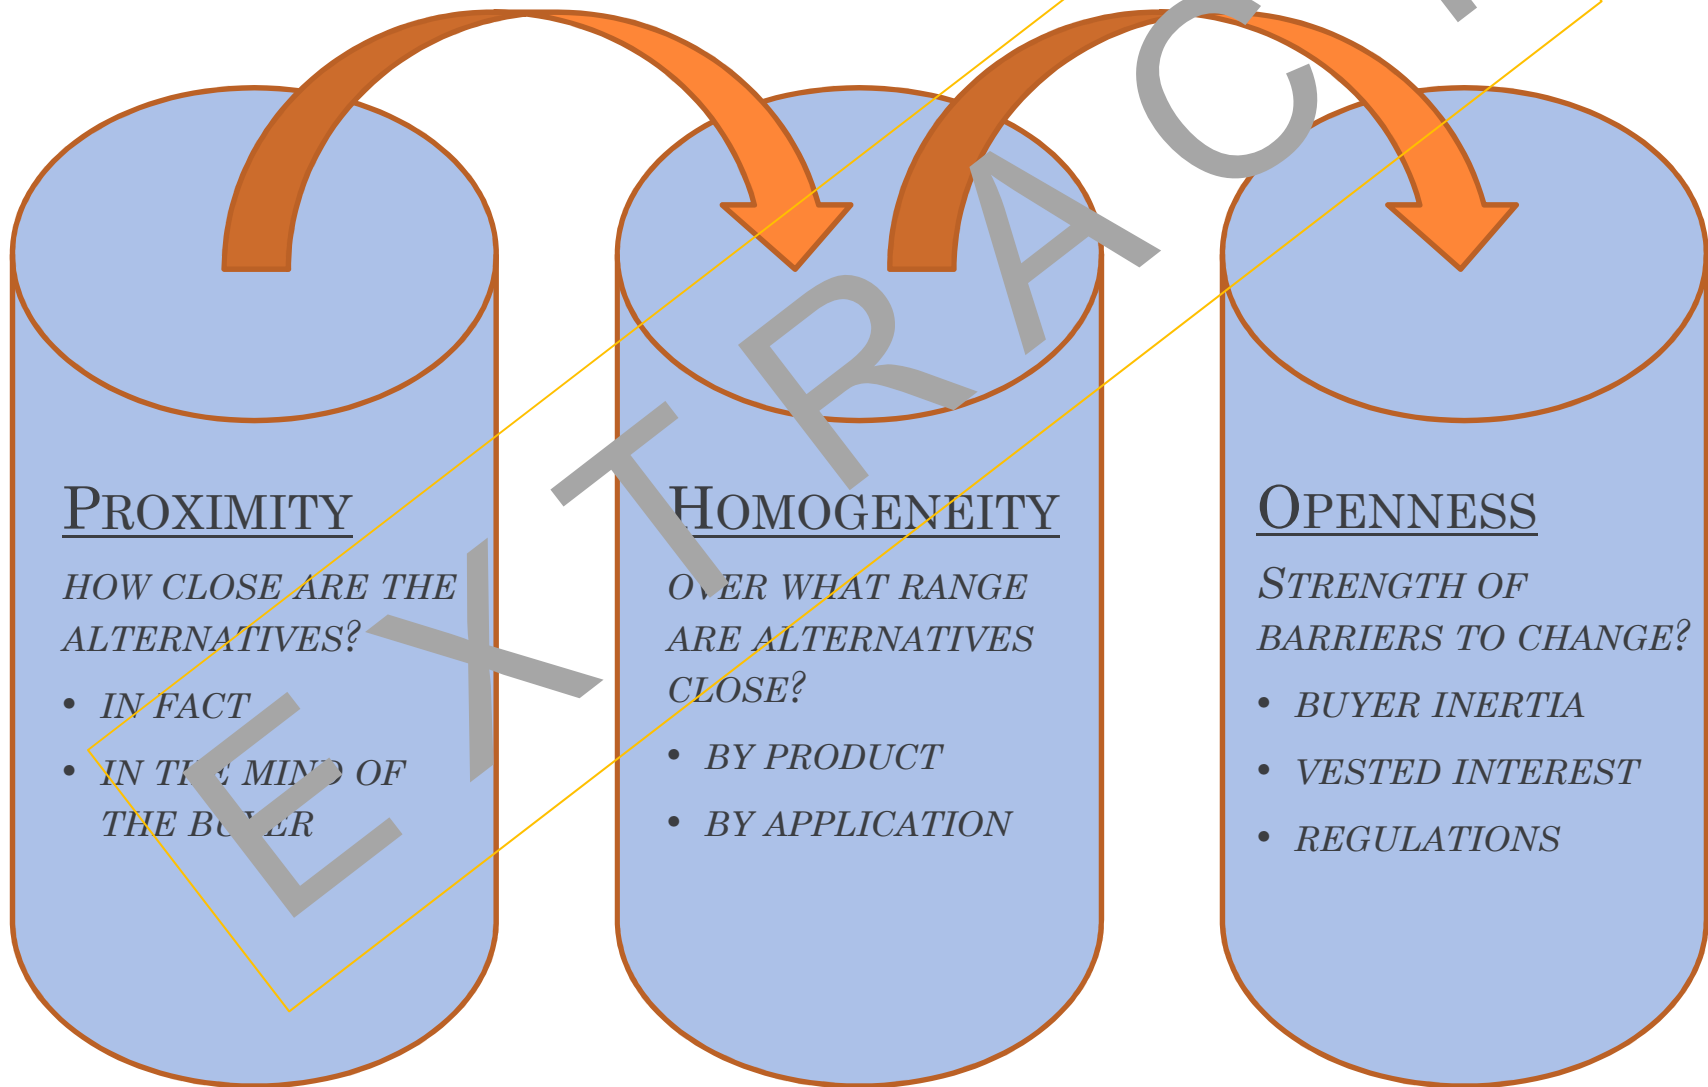 PROXIMITY
HOW CLOSE ARE THE
ALTERNATIVES?
• IN FACT
• IN THE MIND OF
THE BUYER
HOMOGENEITY
OVER WHAT RANGE
ARE ALTERNATIVES
CLOSE?
• BY PRODUCT
• BY APPLICATION
OPENNESS
STRENGTH OF
BARRIERS TO CHANGE?
• BUYER INERTIA
• VESTED INTEREST
• REGULATIONS
EXTRAC